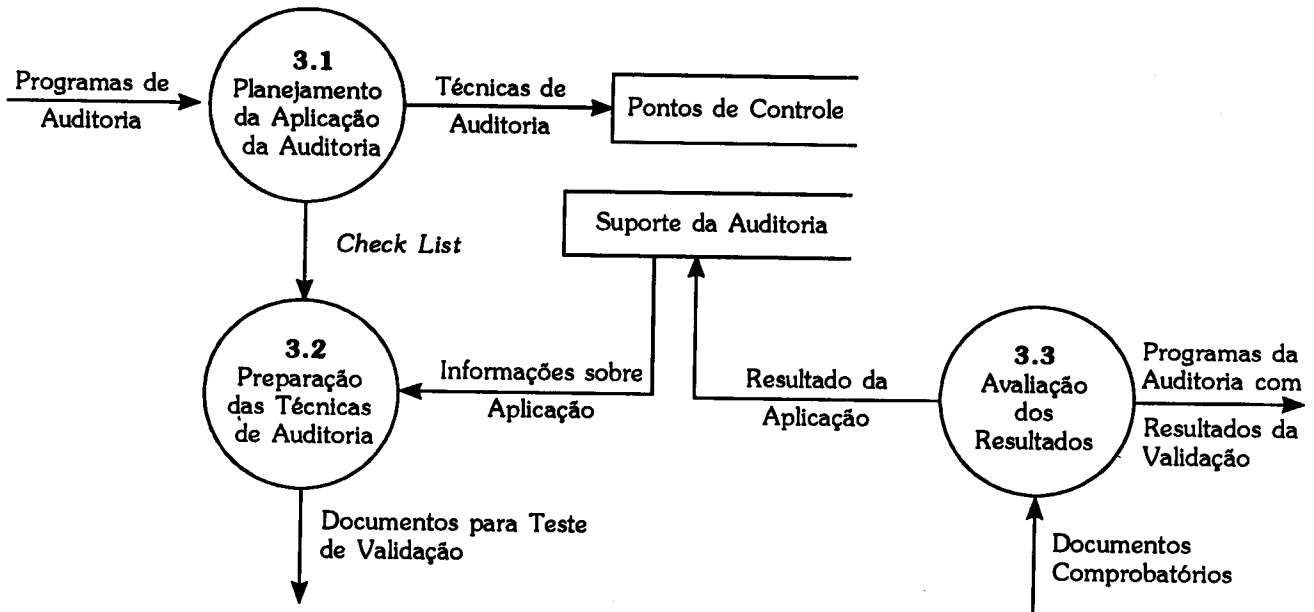 Programas de
Auditoria
3.1
Planejamento
da Aplicação
da Auditoria
Técnicas de
Auditoria
Pontos de Controle
Check List
Suporte da Auditoria
3.2
Preparação
das Técnicas
de Auditoria
Informações sobre
Aplicação
Resultado da
Aplicação
3.3
Avaliação
dos
Resultados
Programas da
Auditoria com
Resultados da
Validação
Documentos para Teste
de Validação
Documentos
Comprobatórios